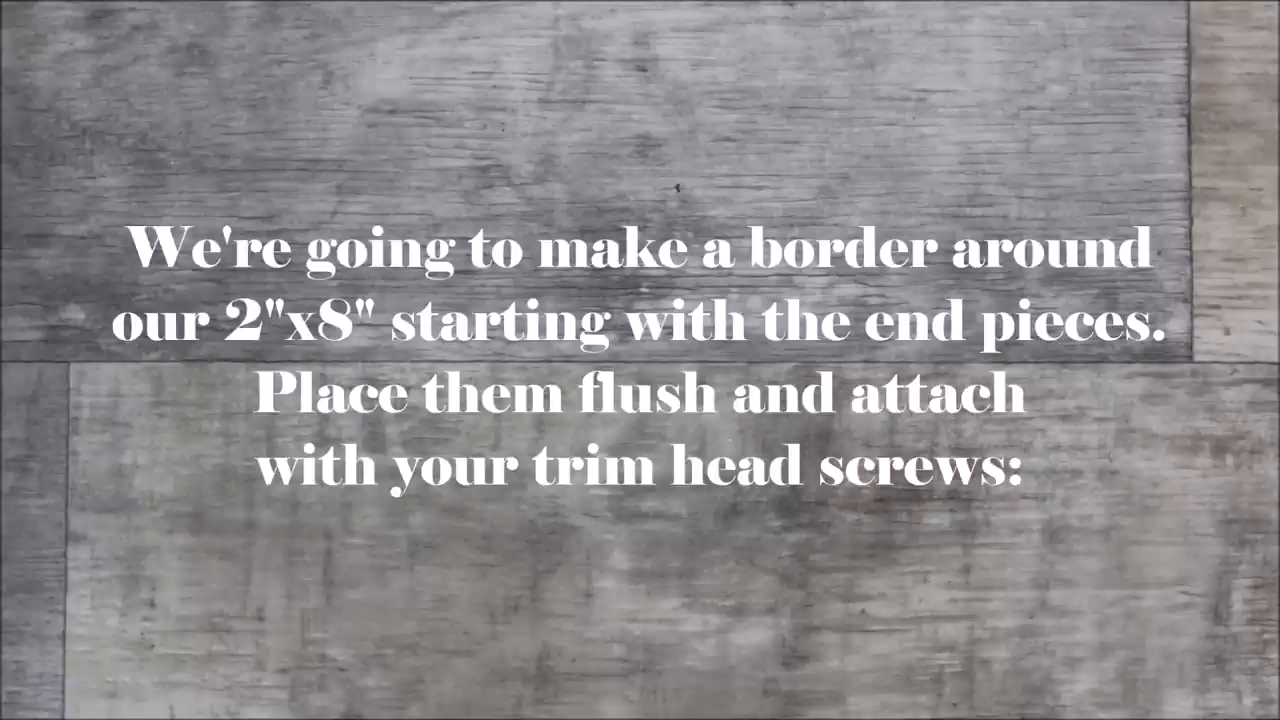 We're going to make a border around
our 2"x8" starting with the end pieces.
Place them flush and attach
with your trim head screws: